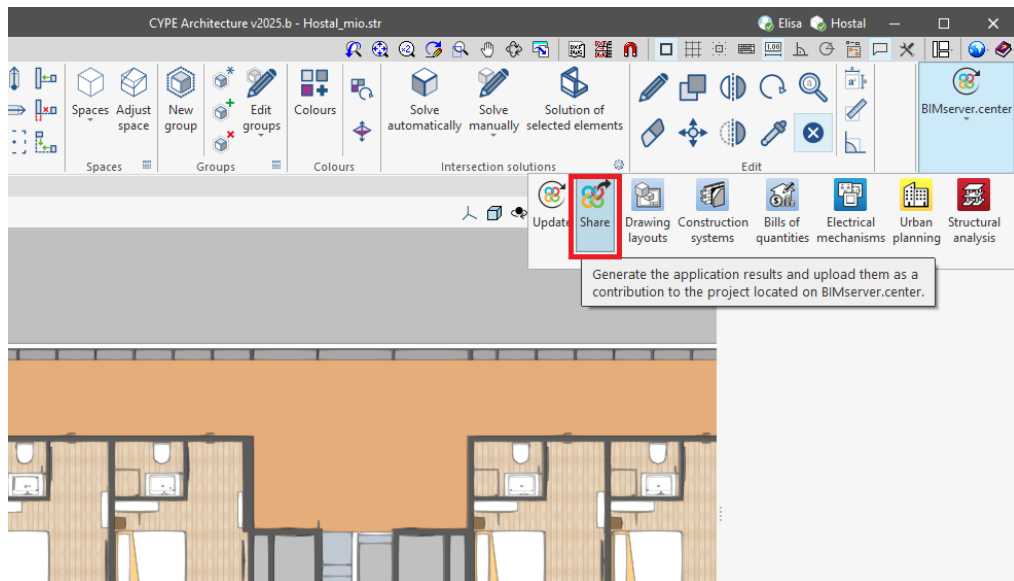 CYPE Architecture v2025.b - Hostal_mio.str
Elisa
Hostal
Spaces
Adjust
space
New
group
Edit
groups
Colours
Solve
automatically
Solve
manually
Solution of
selected elements
BIMserver.center
Spaces
Groups
Colours
Intersection solutions
Edit
Update
Share
Drawing
layouts
Construction
systems
Bills of
quantities
Electrical
mechanisms
Urban
planning
Structural
analysis
Generate the application results and upload them as a
contribution to the project located on BIMserver.center.